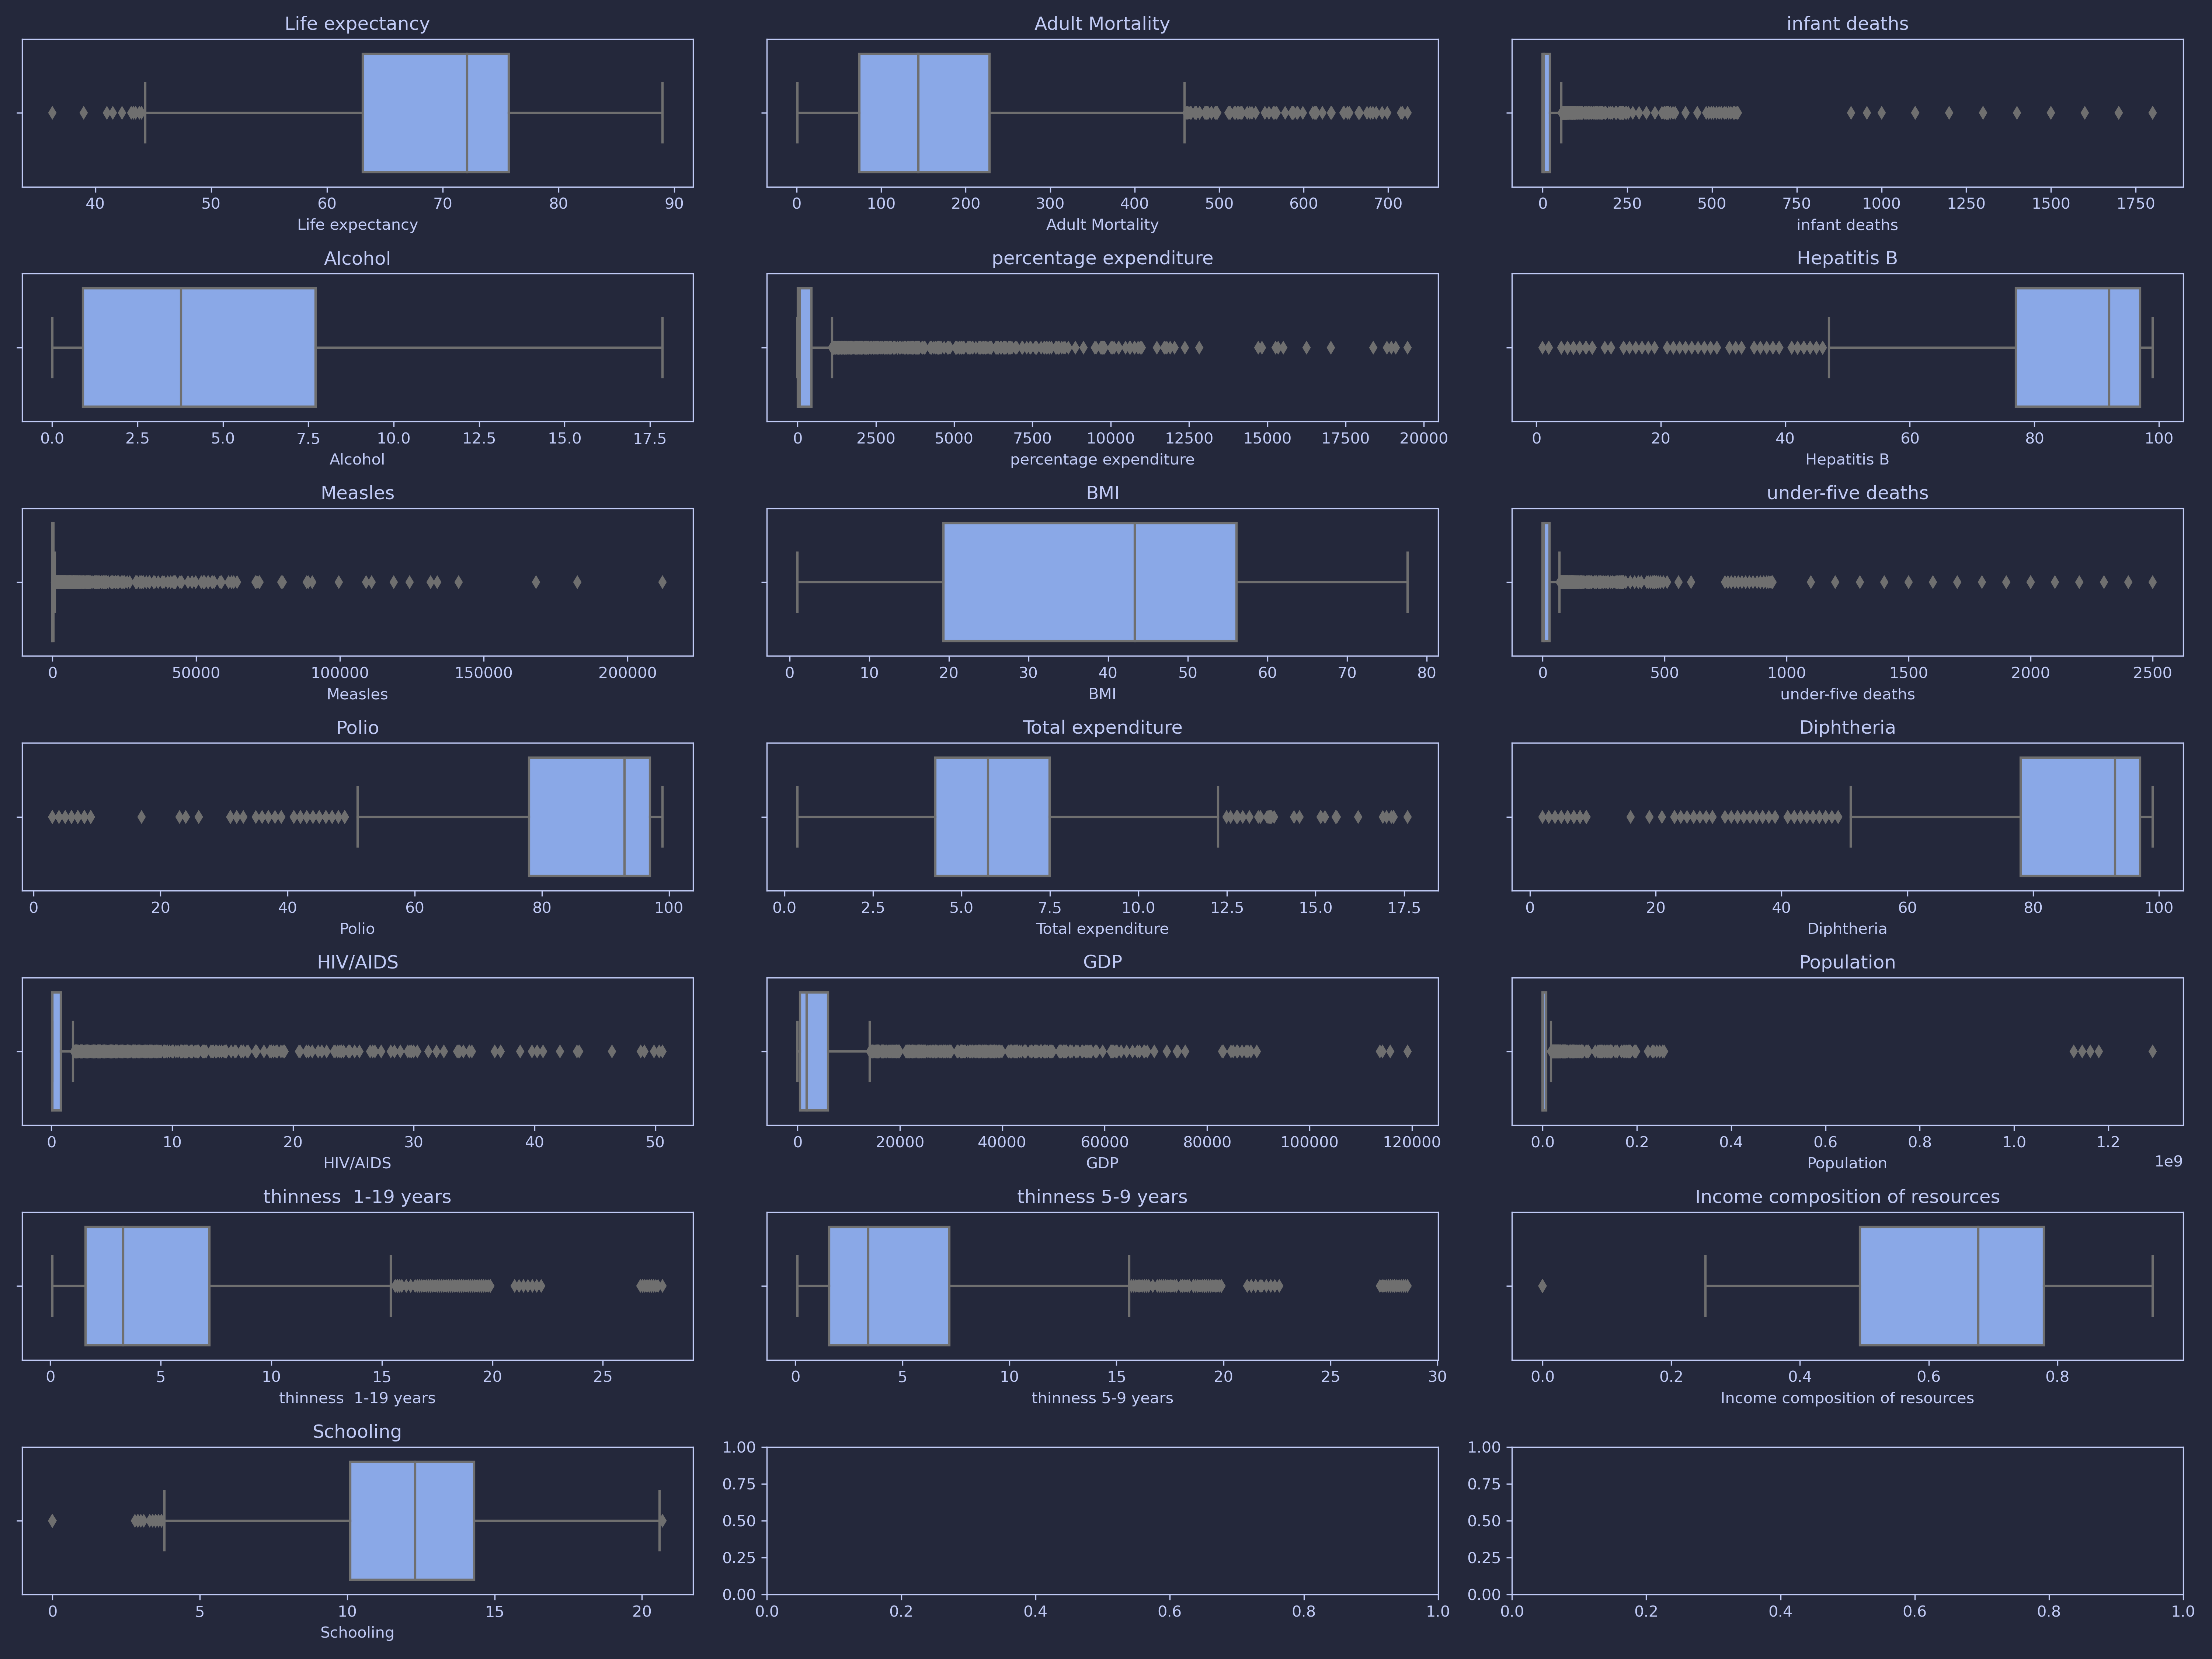 Life expectancy
40 50 60 70 80 90
Life expectancy
Adult Mortality
0 100 200 300 400 500 600 700
Adult Mortality
infant deaths
0 250 500 750 1000 1250 1500 1750
infant deaths
Alcohol
0.0 2.5 5.0 7.5 10.0 12.5 15.0 17.5
Alcohol
percentage expenditure
0 2500 5000 7500 10000 12500 15000 17500 20000
percentage expenditure
Hepatitis B
0 20 40 60 80 100
Hepatitis B
Measles
0 50000 100000 150000 200000
Measles
BMI
0 10 20 30 40 50 60 70 80
BMI
under-five deaths
0 500 1000 1500 2000 2500
under-five deaths
Polio
0 20 40 60 80 100
Polio
Total expenditure
0.0 2.5 5.0 7.5 10.0 12.5 15.0 17.5
Total expenditure
Diphtheria
0 20 40 60 80 100
Diphtheria
HIV/AIDS
0 10 20 30 40 50
HIV/AIDS
GDP
0 20000 40000 60000 80000 100000 120000
GDP
Population
0.0 0.2 0.4 0.6 0.8 1.0 1.2
1e9
Population
thinness  1-19 years
0 5 10 15 20 25
thinness  1-19 years
thinness 5-9 years
0 5 10 15 20 25 30
thinness 5-9 years
Income composition of resources
0.0 0.2 0.4 0.6 0.8
Income composition of resources
Schooling
0 5 10 15 20
Schooling
1.00
0.75
0.50
0.25
0.00
0.0 0.2 0.4 0.6 0.8 1.0
1.00
0.75
0.50
0.25
0.00
0.0 0.2 0.4 0.6 0.8 1.0